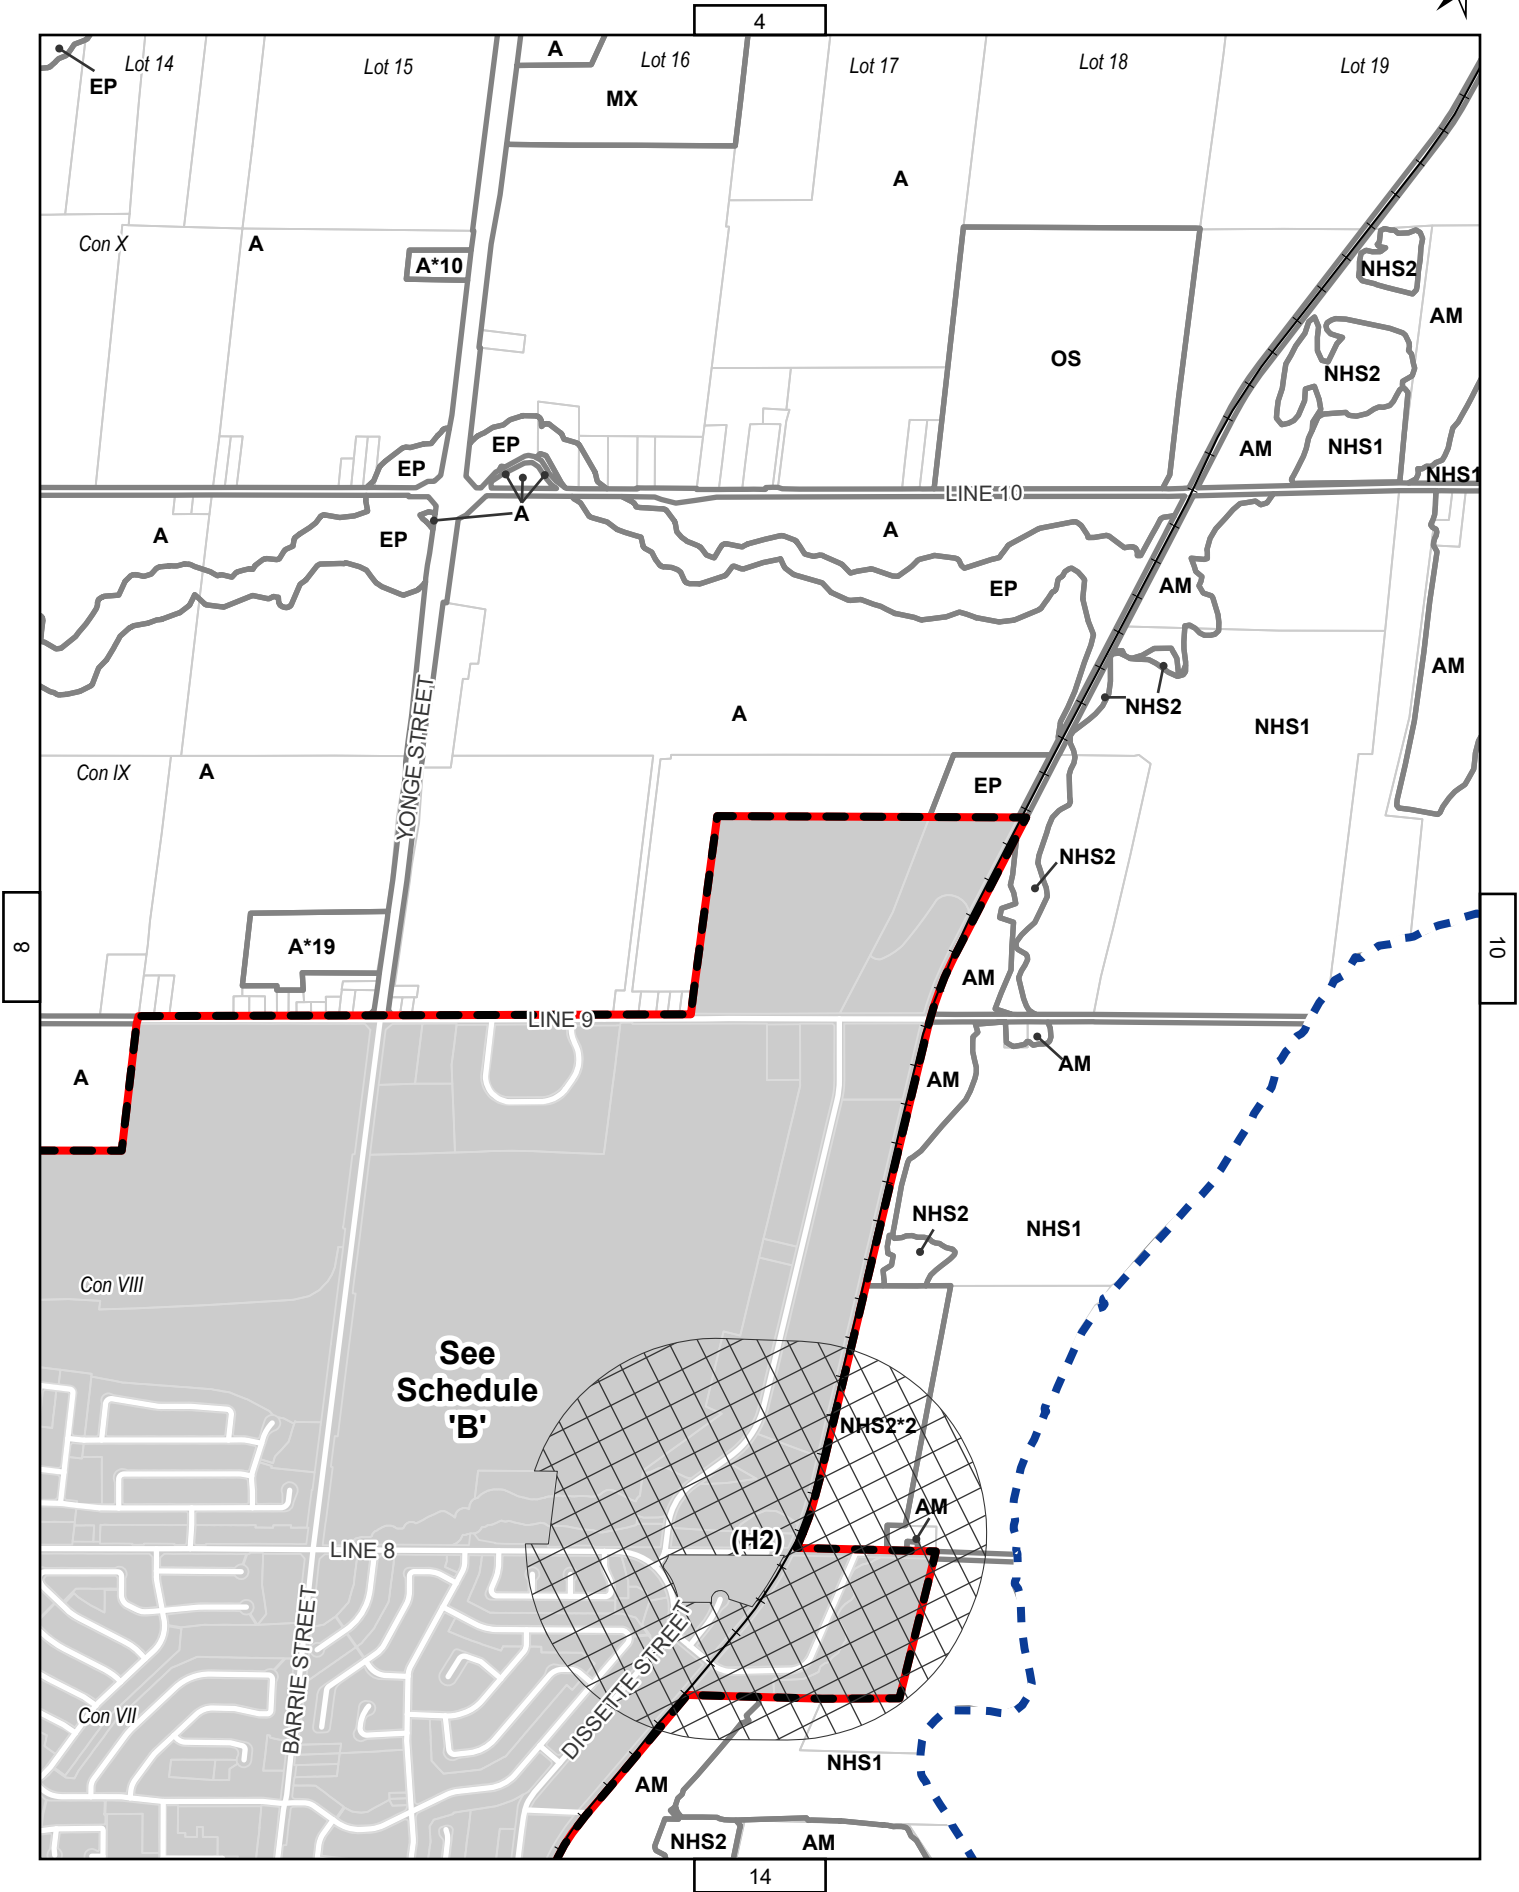 4
Lot 14
Lot 15
A
Lot 16
Lot 17
Lot 18
Lot 19
EP
MX
A
Con X
A
A*10
NHS2
AM
OS
NHS2
EP
EP
AM
NHS1
NHS1
LINE 10
A
A
EP
A
EP
AM
AM
NHS2
NHS1
YONGE STREET
A
Con IX
A
EP
NHS2
8
A*19
10
AM
LINE 9
A
AM
AM
NHS2
NHS1
Con VIII
See
Schedule
'B'
NHS2*2
AM
(H2)
LINE 8
BARRIE STREET
DISSETTE STREET
Con VII
NHS1
AM
NHS2
AM
14